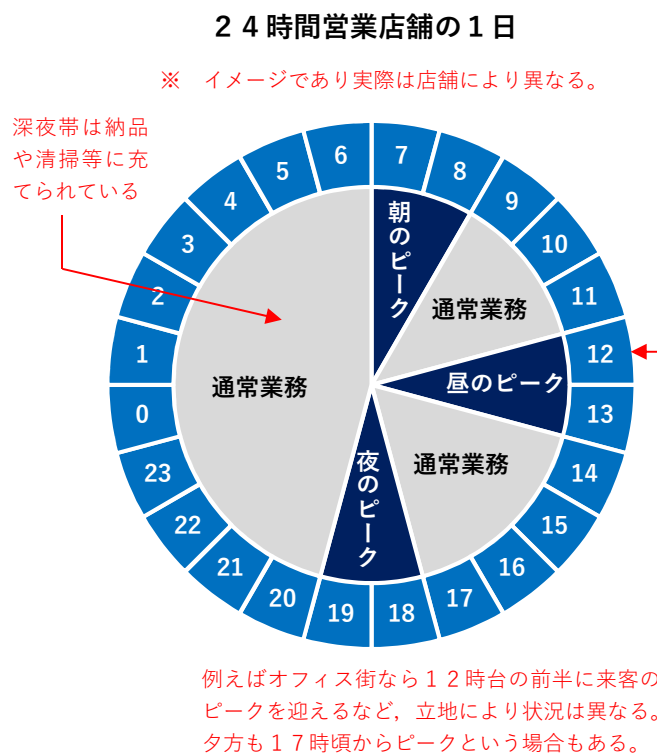 ２４時間営業店舗の１日
※　イメージであり実際は店舗により異なる。
深夜帯は納品
や清掃等に充
てられている
7
8
9
10
11
12
13
14
15
16
17
18
19
20
21
22
23
0
1
2
3
4
5
6
朝のピーク
通常業務
昼のピーク
通常業務
夜のピーク
通常業務
例えばオフィス街なら１２時台の前半に来客の
ピークを迎えるなど，立地により状況は異なる。
夕方も１７時頃からピークという場合もある。